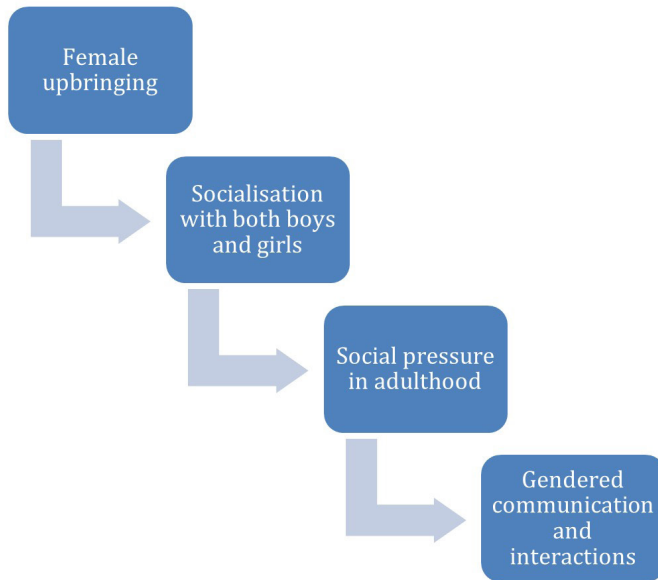 Female
upbringing
Socialisation
with both boys
and girls
Social pressure
in adulthood
Gendered
communication
and
interactions